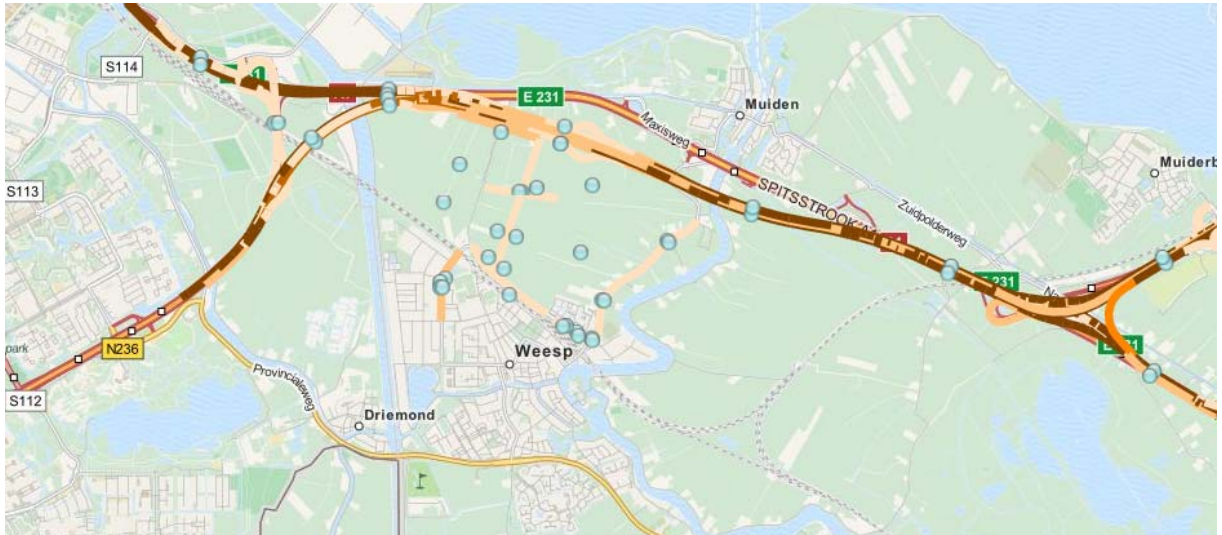 S114
E 231
Muiden
Maxisweg
Muiderb
S113
SPITSSTROOK
Zuidpolderweg
E 231
N236
park
Weesp
Provincialeweg
S112
Driemond